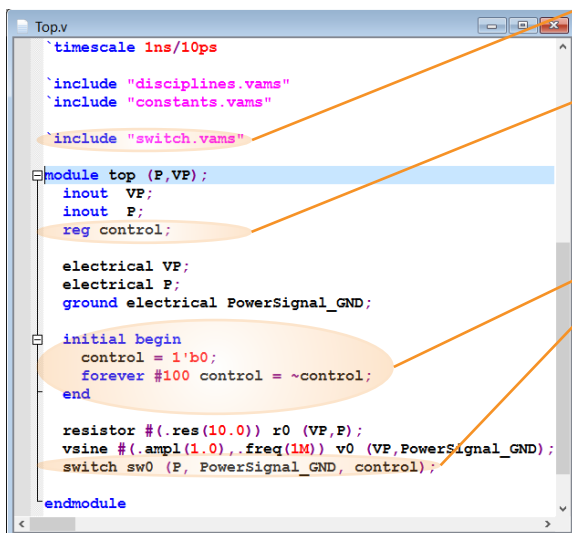 Top.v
`timescale 1ns/10ps
`include "disciplines.vams"
`include "constants.vams"
`include "switch.vams"
module top (P,VP);
inout  VP;
inout  P;
reg control;
electrical VP;
electrical P;
ground electrical PowerSignal_GND;
initial begin
control = 1'b0;
forever #100 control = ~control;
end
resistor #(.res(10.0)) r0 (VP,P);
vsine #(.ampl(1.0),.freq(1M)) v0 (VP,PowerSignal_GND);
switch sw0 (P, PowerSignal_GND, control);
endmodule